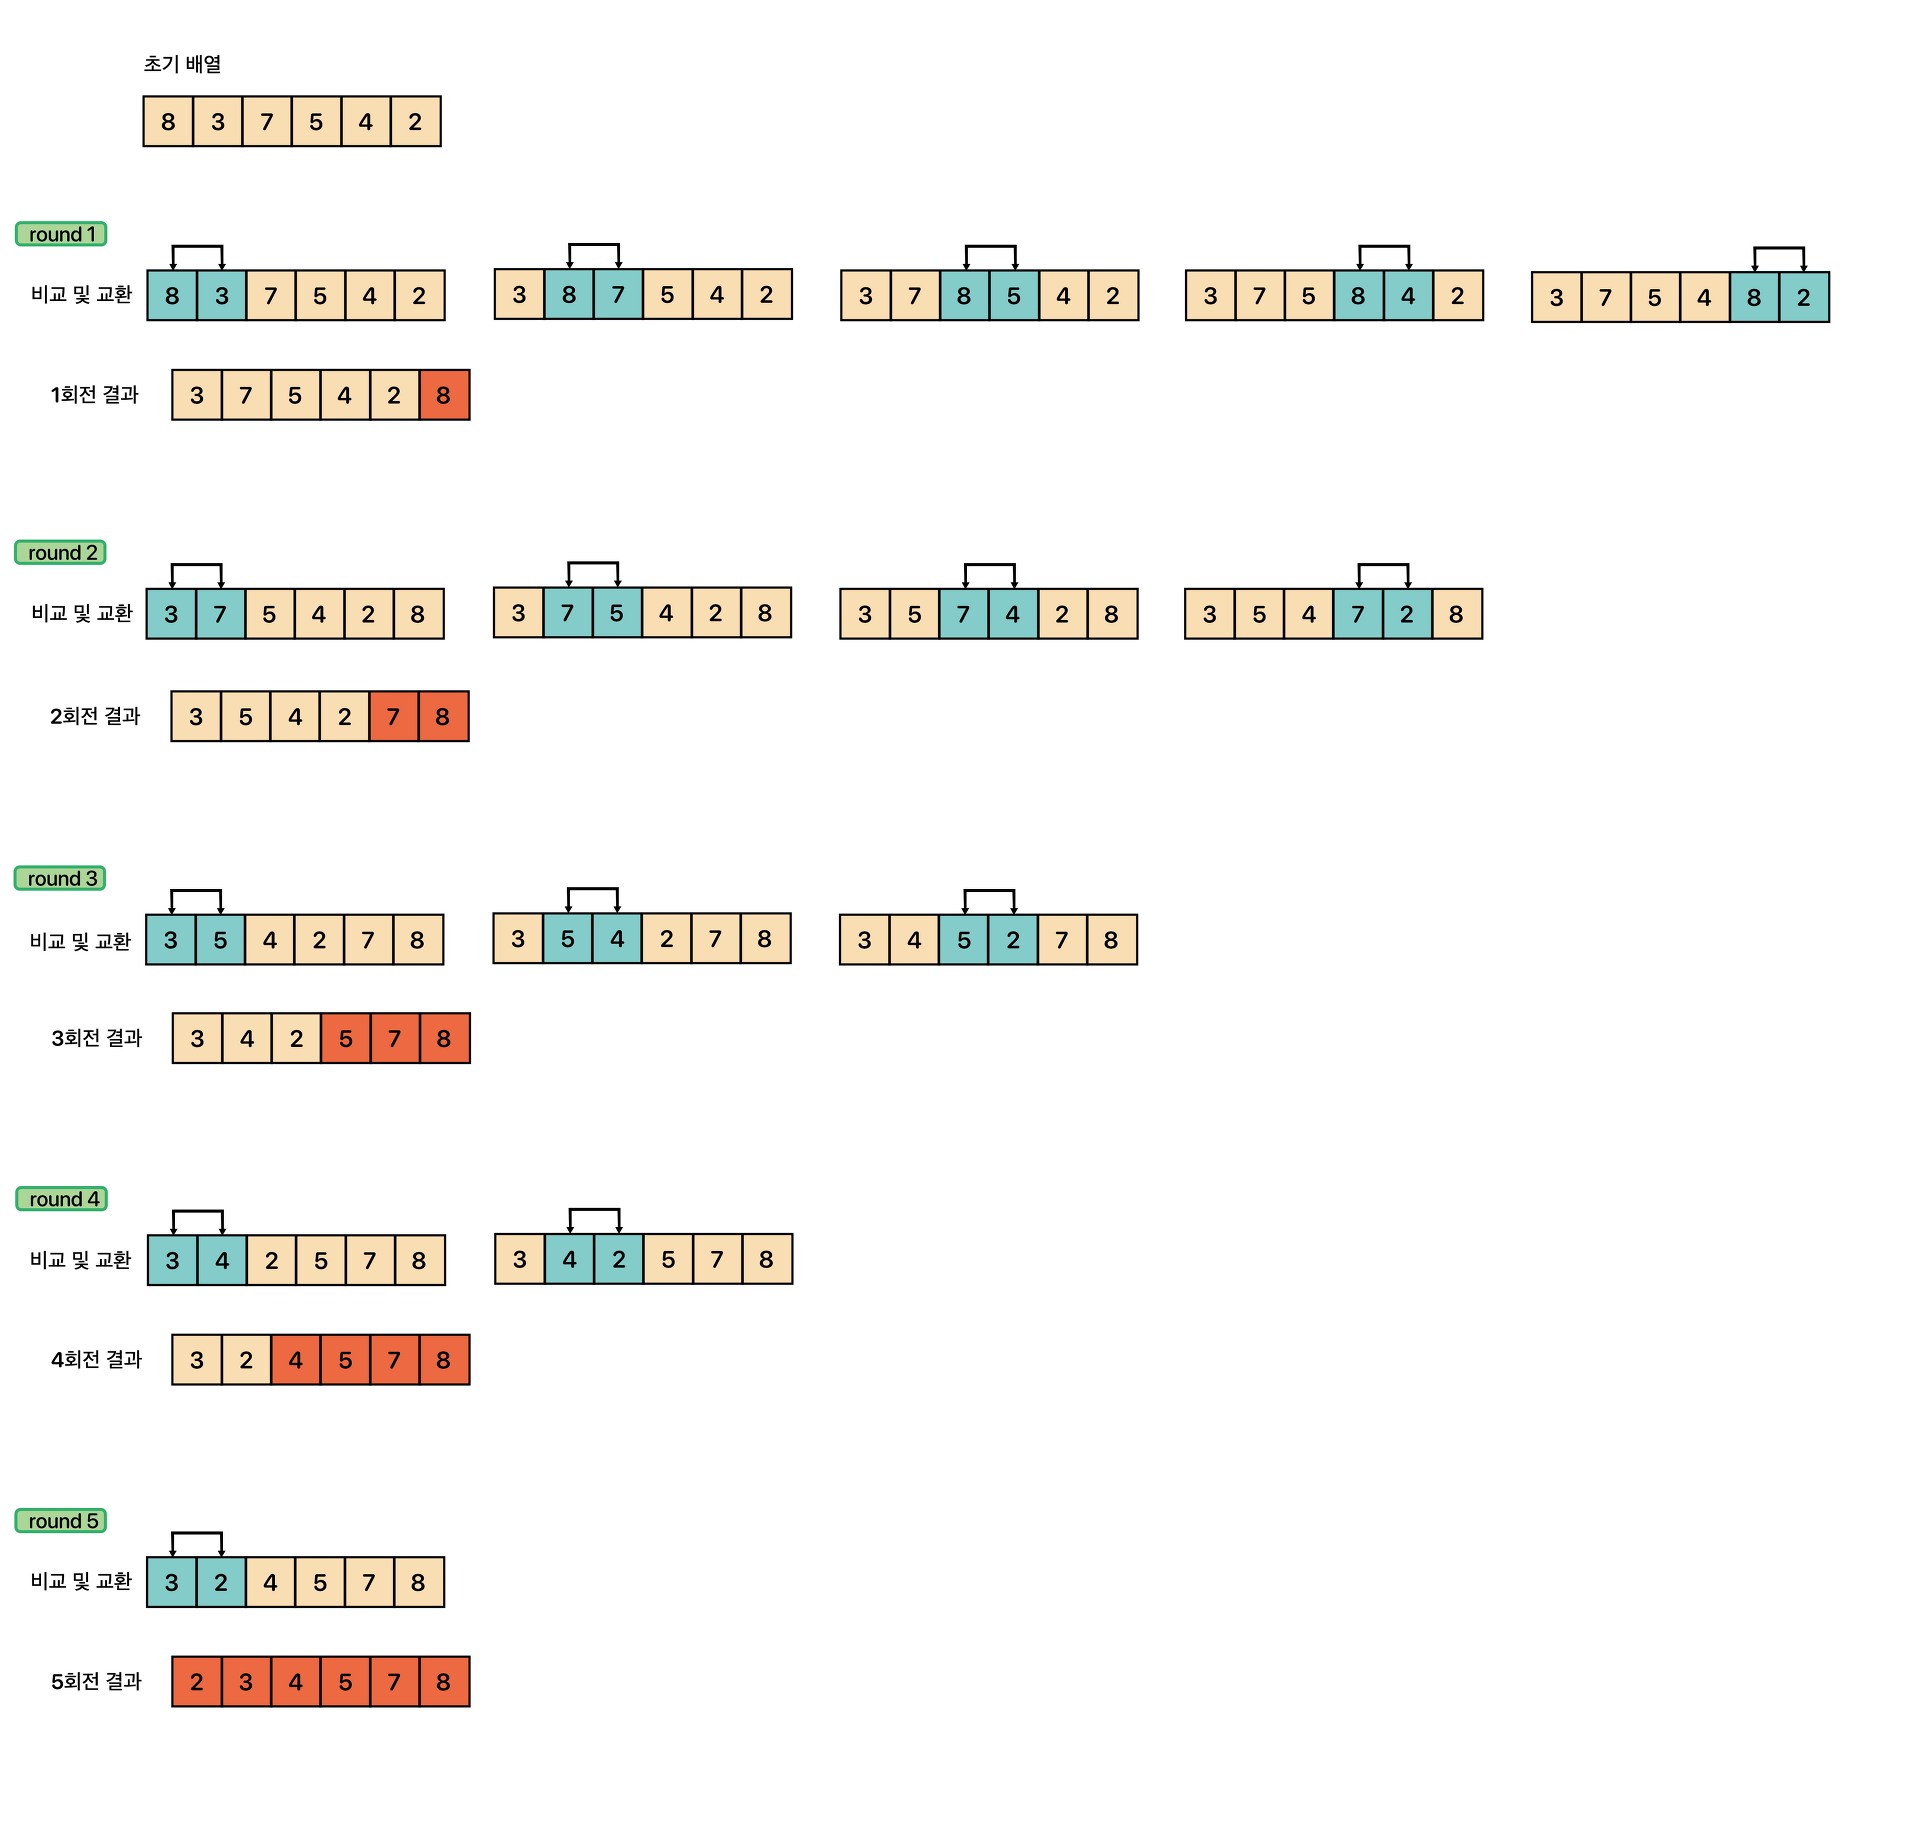 초기 배열
8 3 7 5 4 2
round 1
비교 및 교환 8 3 7 5 4 2 3 8 7 5 4 2 3 7 8 5 4 2 3 7 5 8 4 2 3 7 5 4 8 2
1회전 결과 3 7 5 4 2 8
round 2
비교 및 교환 3 7 5 4 2 8 3 7 5 4 2 8 3 5 7 4 2 8 3 5 4 7 2 8
2회전 결과 3 5 4 2 7 8
round 3
비교 및 교환 3 5 4 2 7 8 3 5 4 2 7 8 3 4 5 2 7 8
3회전 결과 3 4 2 5 7 8
round 4
비교 및 교환 3 4 2 5 7 8 3 4 2 5 7 8
4회전 결과 3 2 4 5 7 8
round 5
비교 및 교환 3 2 4 5 7 8
5회전 결과 2 3 4 5 7 8